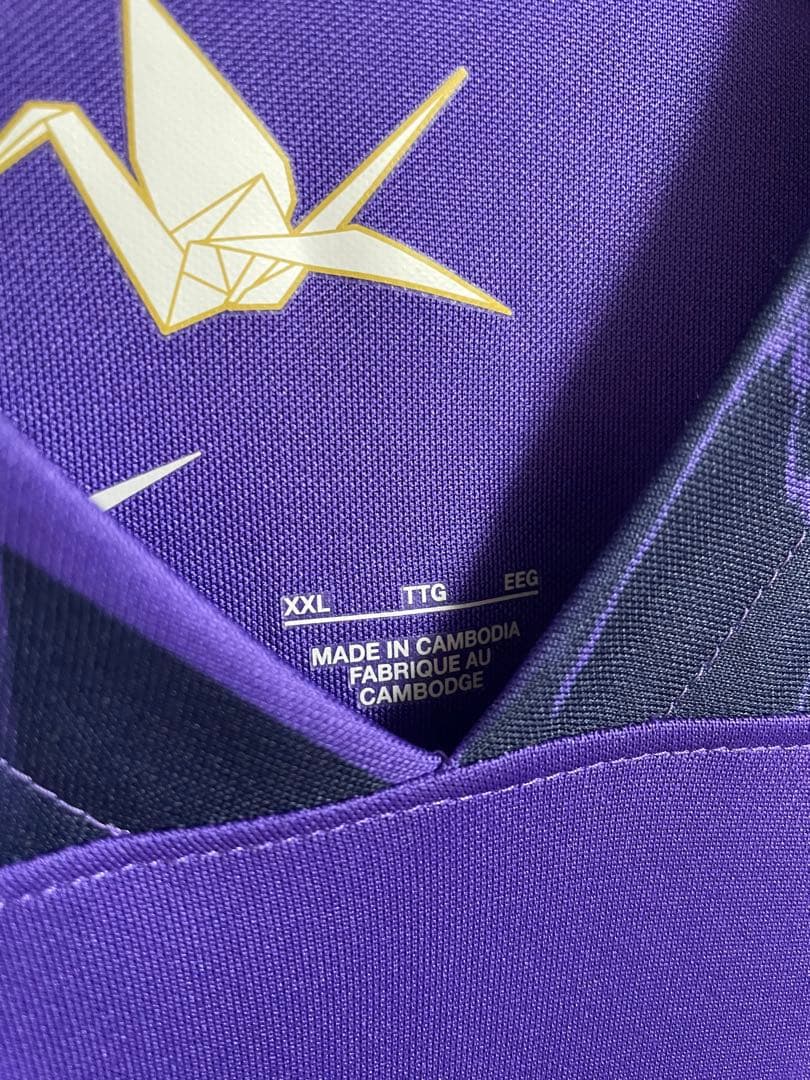 XXL TTG EEG
MADE IN CAMBODIA
FABRIQUE AU
CAMBODGE